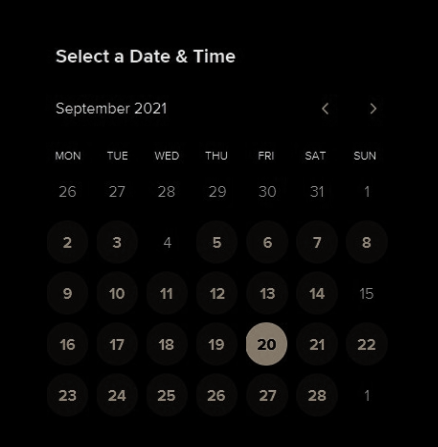 Select a Date & Time
September 2021
MON TUE WED THU FRI SAT SUN
26 27 28 29 30 31 1
2 3 4 5 6 7 8
9 10 11 12 13 14 15
16 17 18 19 20 21 22
23 24 25 26 27 28 1